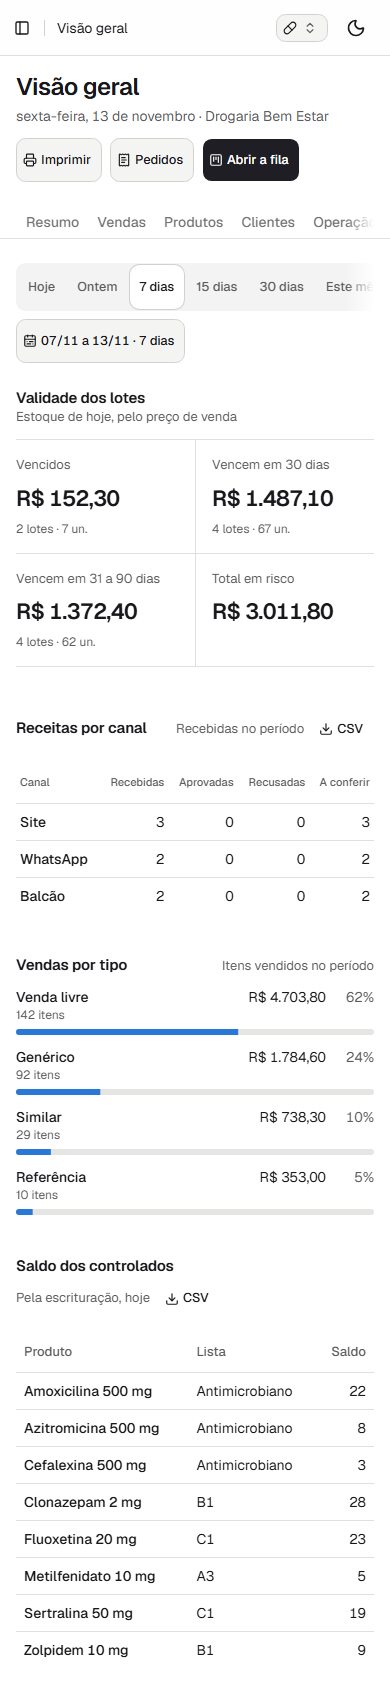 Visão geral
Visão geral
sexta-feira, 13 de novembro · Drogaria Bem Estar
Imprimir Pedidos Abrir a fila
Resumo Vendas Produtos Clientes Operação
Hoje Ontem 7 dias 15 dias 30 dias Este mê
07/11 a 13/11 · 7 dias
Validade dos lotes
Estoque de hoje, pelo preço de venda
Vencidos Vencem em 30 dias
R$ 152,30 R$ 1.487,10
2 lotes · 7 un. 4 lotes · 67 un.
Vencem em 31 a 90 dias Total em risco
R$ 1.372,40 R$ 3.011,80
4 lotes · 62 un.
Receitas por canal Recebidas no período CSV
Canal Recebidas Aprovadas Recusadas A conferir
Site 3 0 0 3
WhatsApp 2 0 0 2
Balcão 2 0 0 2
Vendas por tipo Itens vendidos no período
Venda livre R$ 4.703,80 62%
142 itens
Genérico R$ 1.784,60 24%
92 itens
Similar R$ 738,30 10%
29 itens
Referência R$ 353,00 5%
10 itens
Saldo dos controlados
Pela escrituração, hoje CSV
Produto Lista Saldo
Amoxicilina 500 mg Antimicrobiano 22
Azitromicina 500 mg Antimicrobiano 8
Cefalexina 500 mg Antimicrobiano 3
Clonazepam 2 mg B1 28
Fluoxetina 20 mg C1 23
Metilfenidato 10 mg A3 5
Sertralina 50 mg C1 19
Zolpidem 10 mg B1 9